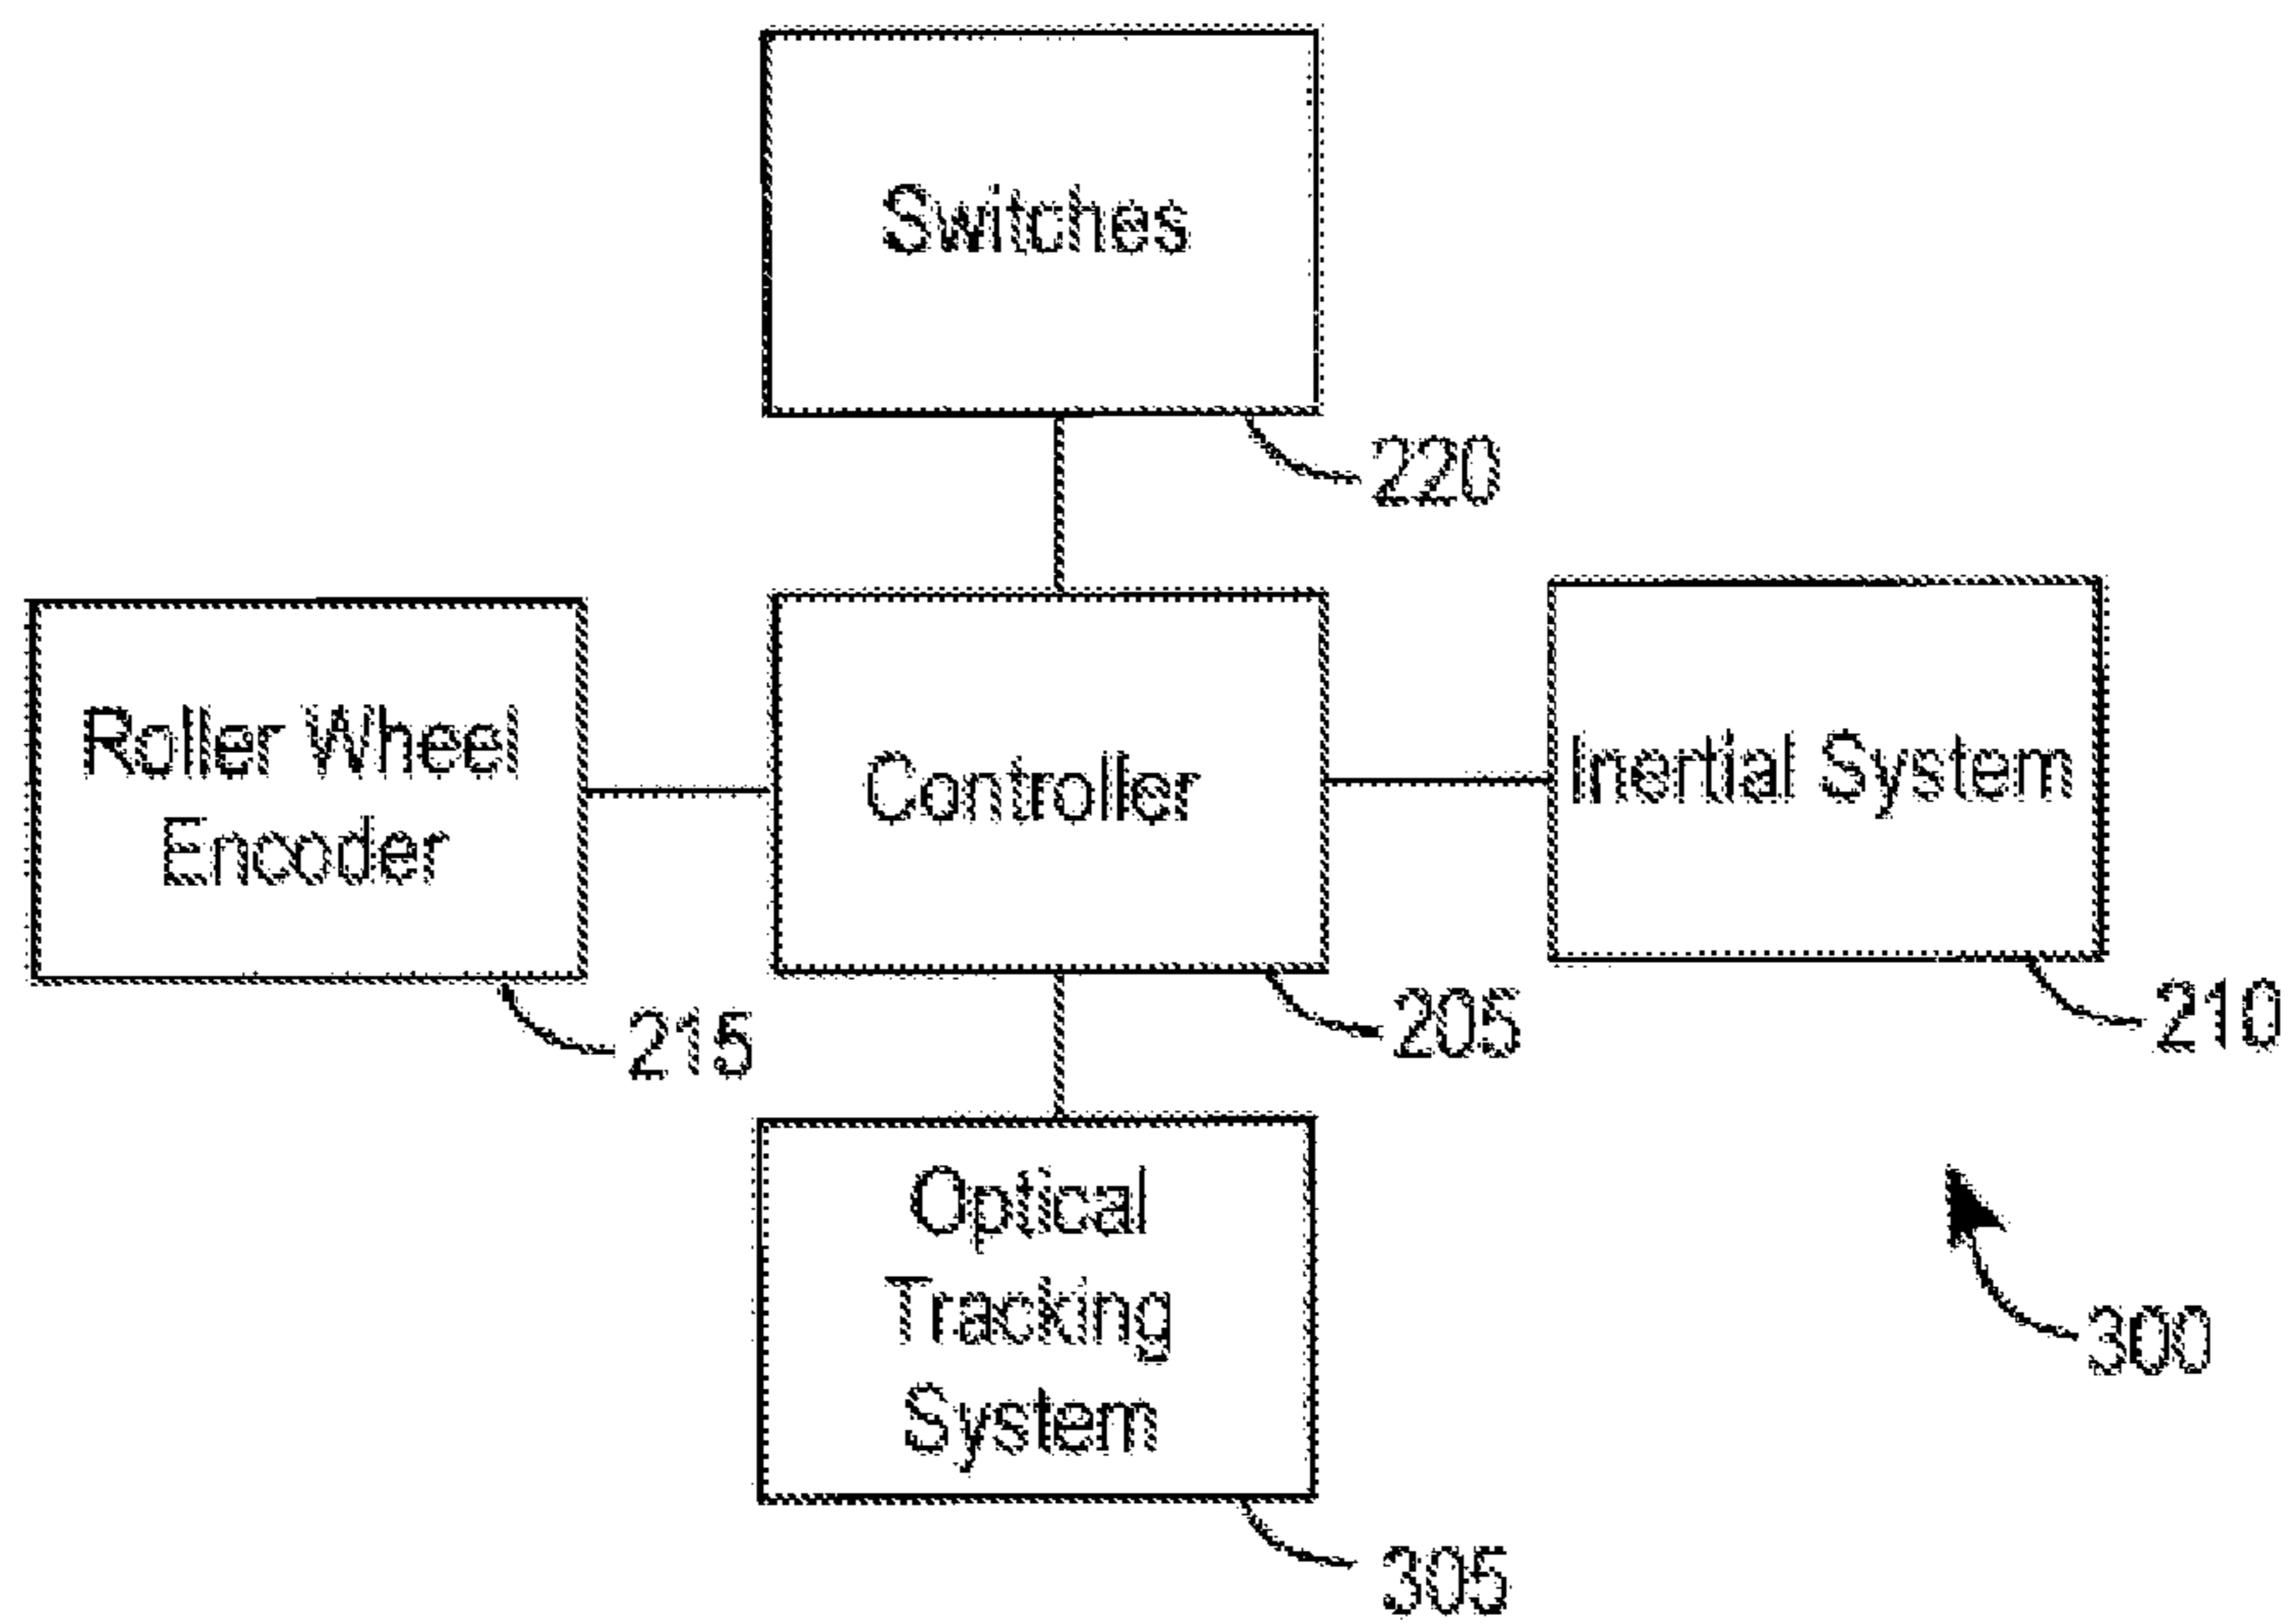 Switches
220
Roller Wheel
Encoder
215
Controller
205
Inertial System
210
Optical
Tracking
System
305
300